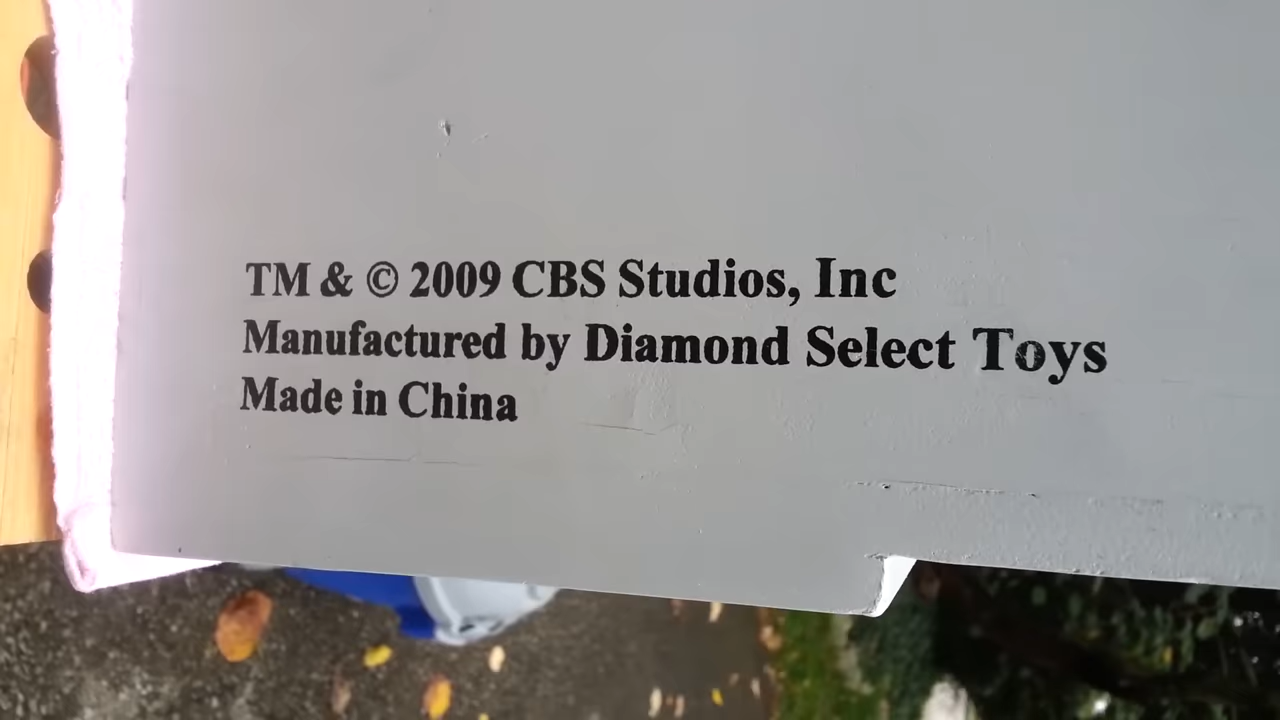 TM & © 2009 CBS Studios, Inc
Manufactured by Diamond Select Toys
Made in China